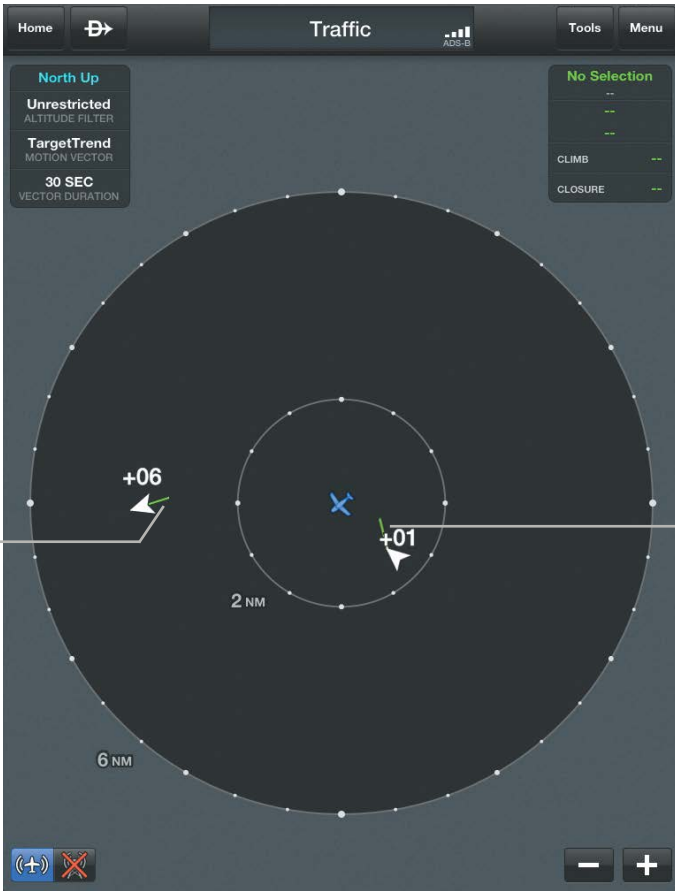 Home
Traffic
ADS-B
Tools
Menu
North Up
Unrestricted
ALTITUDE FILTER
TargetTrend
MOTION VECTOR
30 SEC
VECTOR DURATION
No Selection
--
--
--
CLIMB --
CLOSURE --
+06
+01
2 NM
6 NM